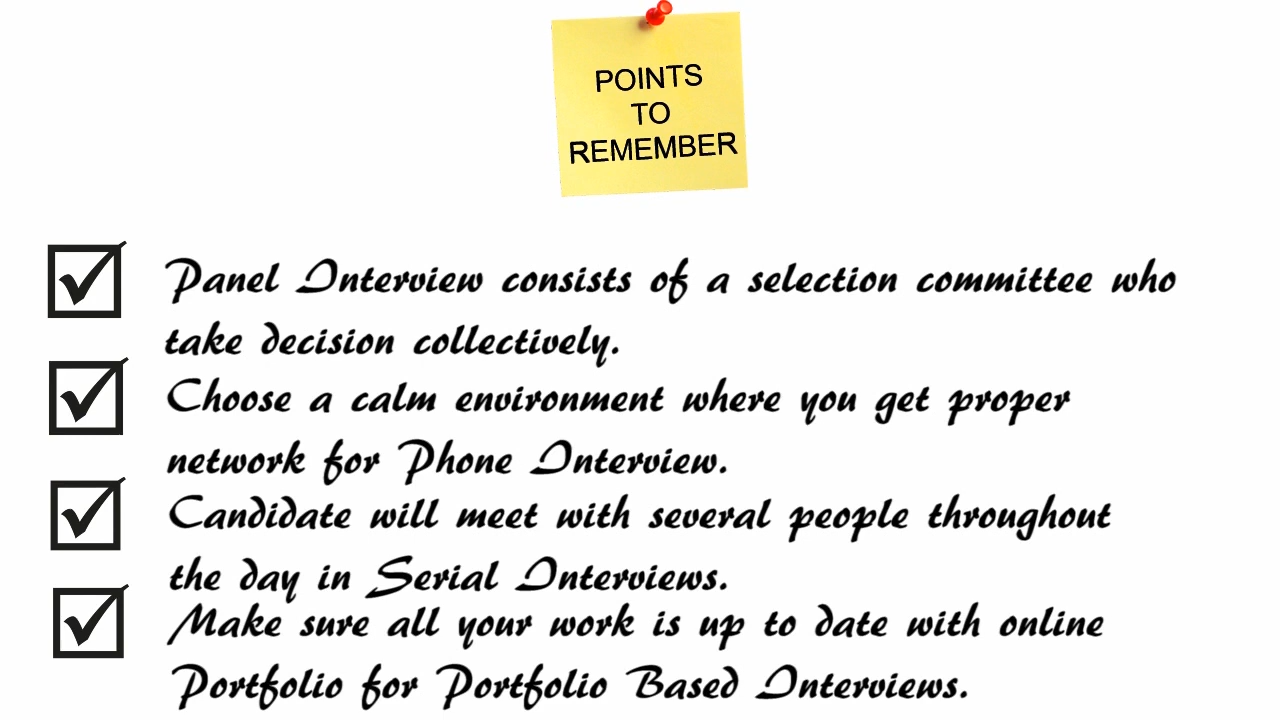 POINTS
TO
REMEMBER
Panel Interview consists of a selection committee who
take decision collectively.
Choose a calm environment where you get proper
network for Phone Interview.
Candidate will meet with several people throughout
the day in Serial Interviews.
Make sure all your work is up to date with online
Portfolio for Portfolio Based Interviews.